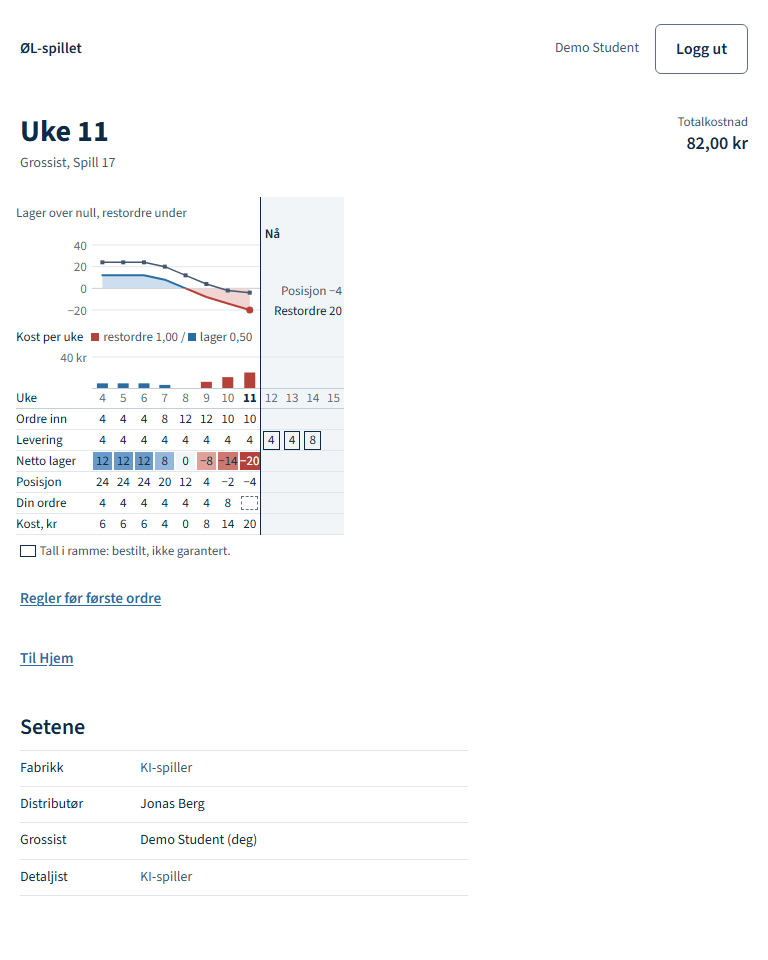 ØL-spillet
Demo Student
Logg ut
Uke 11
Grossist, Spill 17
Totalkostnad
82,00 kr
Lager over null, restordre under
Nå
40
20
0
−20
Posisjon −4
Restordre 20
Kost per uke restordre 1,00 / lager 0,50
40 kr
Uke 4 5 6 7 8 9 10 11 12 13 14 15
Ordre inn 4 4 4 8 12 12 10 10
Levering 4 4 4 4 4 4 4 4 4 4 8
Netto lager 12 12 12 8 0 −8 −14 −20
Posisjon 24 24 24 20 12 4 −2 −4
Din ordre 4 4 4 4 4 4 8
Kost, kr 6 6 6 4 0 8 14 20
Tall i ramme: bestilt, ikke garantert.
Regler før første ordre
Til Hjem
Setene
Fabrikk KI-spiller
Distributør Jonas Berg
Grossist Demo Student (deg)
Detaljist KI-spiller